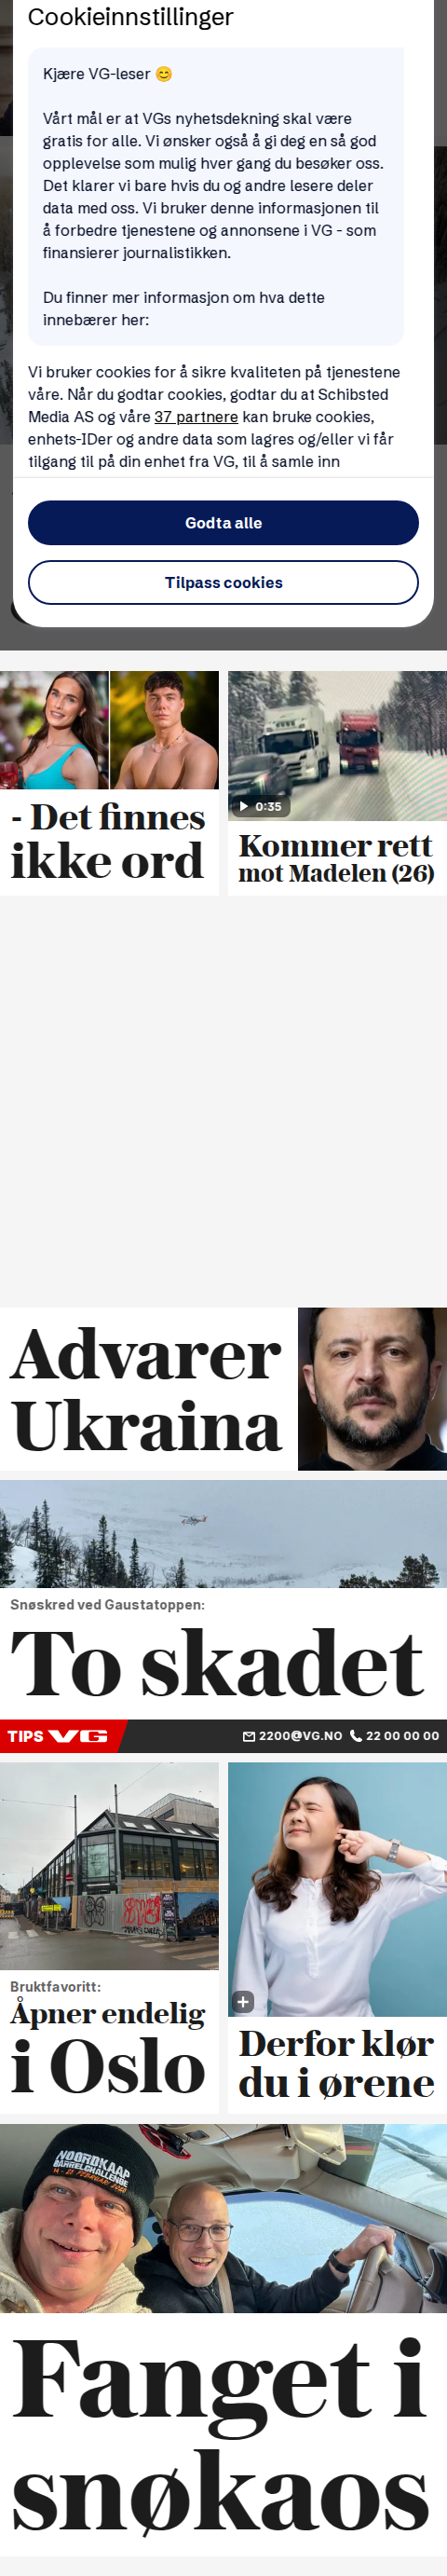 Cookieinnstillinger
Kjære VG-leser 😊
Vårt mål er at VGs nyhetsdekning skal være
gratis for alle. Vi ønsker også å gi deg en så god
opplevelse som mulig hver gang du besøker oss.
Det klarer vi bare hvis du og andre lesere deler
data med oss. Vi bruker denne informasjonen til
å forbedre tjenestene og annonsene i VG - som
finansierer journalistikken.
Du finner mer informasjon om hva dette
innebærer her:
Vi bruker cookies for å sikre kvaliteten på tjenestene
våre. Når du godtar cookies, godtar du at Schibsted
Media AS og våre 37 partnere kan bruke cookies,
enhets-IDer og andre data som lagres og/eller vi får
tilgang til på din enhet fra VG, til å samle inn
Godta alle
Tilpass cookies
- Det finnes
ikke ord
0:35
Kommer rett
mot Madelen (26)
Advarer
Ukraina
Snøskred ved Gaustatoppen:
To skadet
TIPS VG 2200@VG.NO 22 00 00 00
Bruktfavoritt:
Åpner endelig
i Oslo
Derfor klør
du i ørene
NOORDKAAP
BARRELCHALLENGE
Fanget i
snøkaos